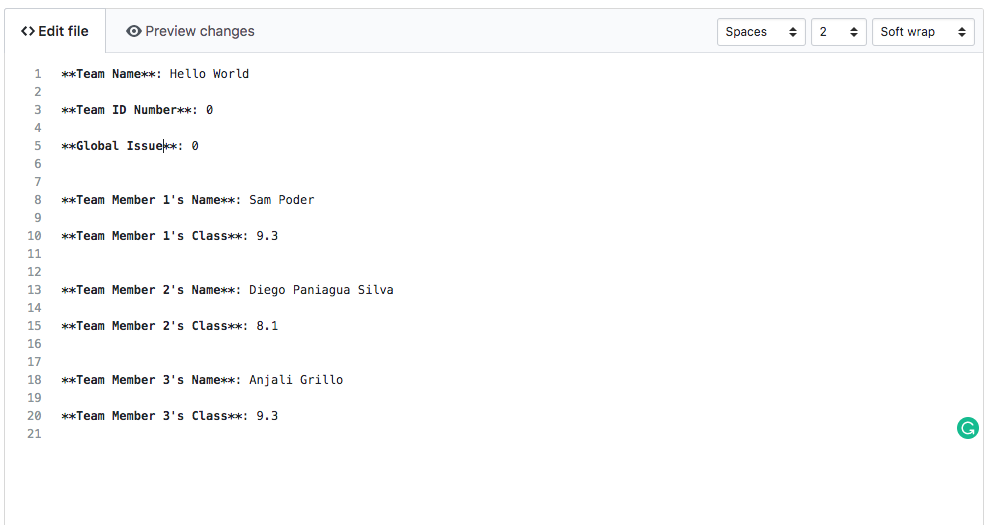 <> Edit file Preview changes Spaces 2 Soft wrap
1 **Team Name**: Hello World
2
3 **Team ID Number**: 0
4
5 **Global Issue**: 0
6
7
8 **Team Member 1's Name**: Sam Poder
9
10 **Team Member 1's Class**: 9.3
11
12
13 **Team Member 2's Name**: Diego Paniagua Silva
14
15 **Team Member 2's Class**: 8.1
16
17
18 **Team Member 3's Name**: Anjali Grillo
19
20 **Team Member 3's Class**: 9.3
21